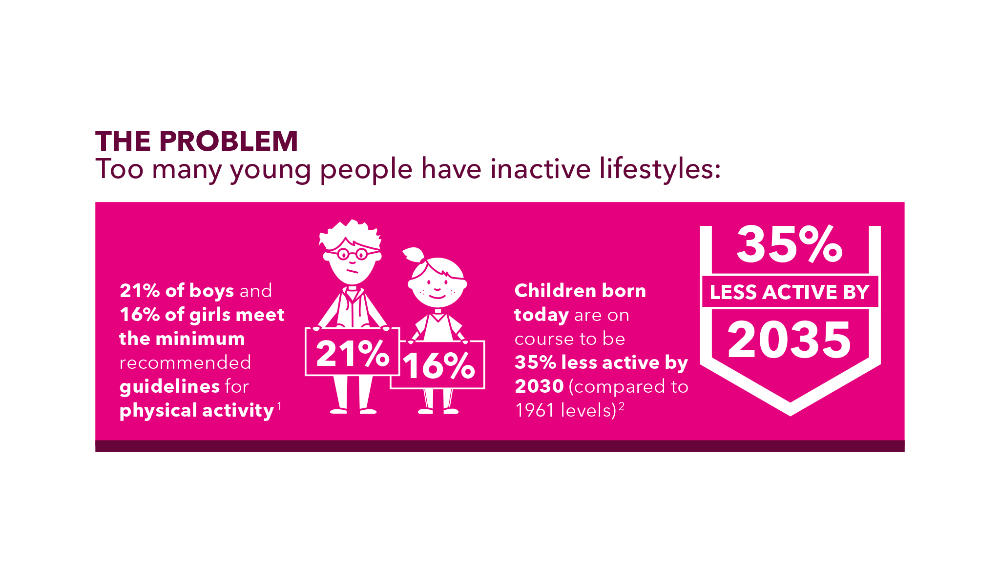 THE PROBLEM
Too many young people have inactive lifestyles:
21% of boys and
16% of girls meet
the minimum
recommended
guidelines for
physical activity 1
21%
16%
Children born
today are on
course to be
35% less active by
2030 (compared to
1961 levels) 2
35%
LESS ACTIVE BY
2035